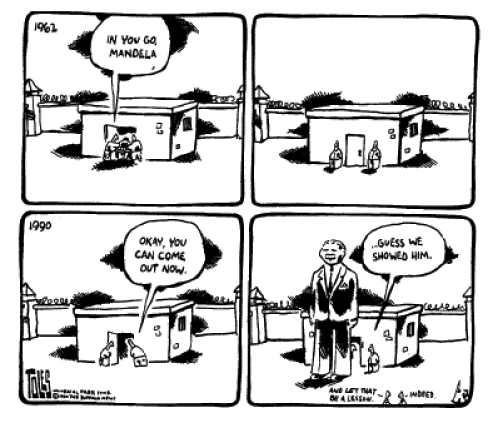 1962
IN YOU GO,
MANDELA
1990
OKAY, YOU
CAN COME
OUT NOW.
TOLES
...GUESS WE
SHOWED HIM.
AND LET THAT
BE A LESSON.
INDEED.